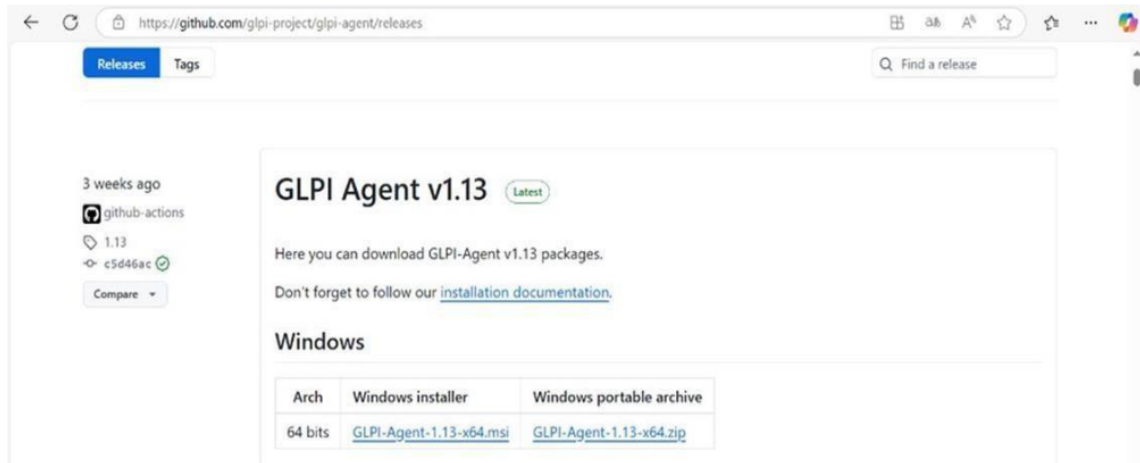 https://github.com/glpi-project/glpi-agent/releases
Releases Tags
Find a release
3 weeks ago
GLPI Agent v1.13 Latest
github-actions
1.13
c5d46ac
Here you can download GLPI-Agent v1.13 packages.
Compare
Don't forget to follow our installation documentation.
Windows
Arch Windows installer Windows portable archive
64 bits GLPI-Agent-1.13-x64.msi GLPI-Agent-1.13-x64.zip